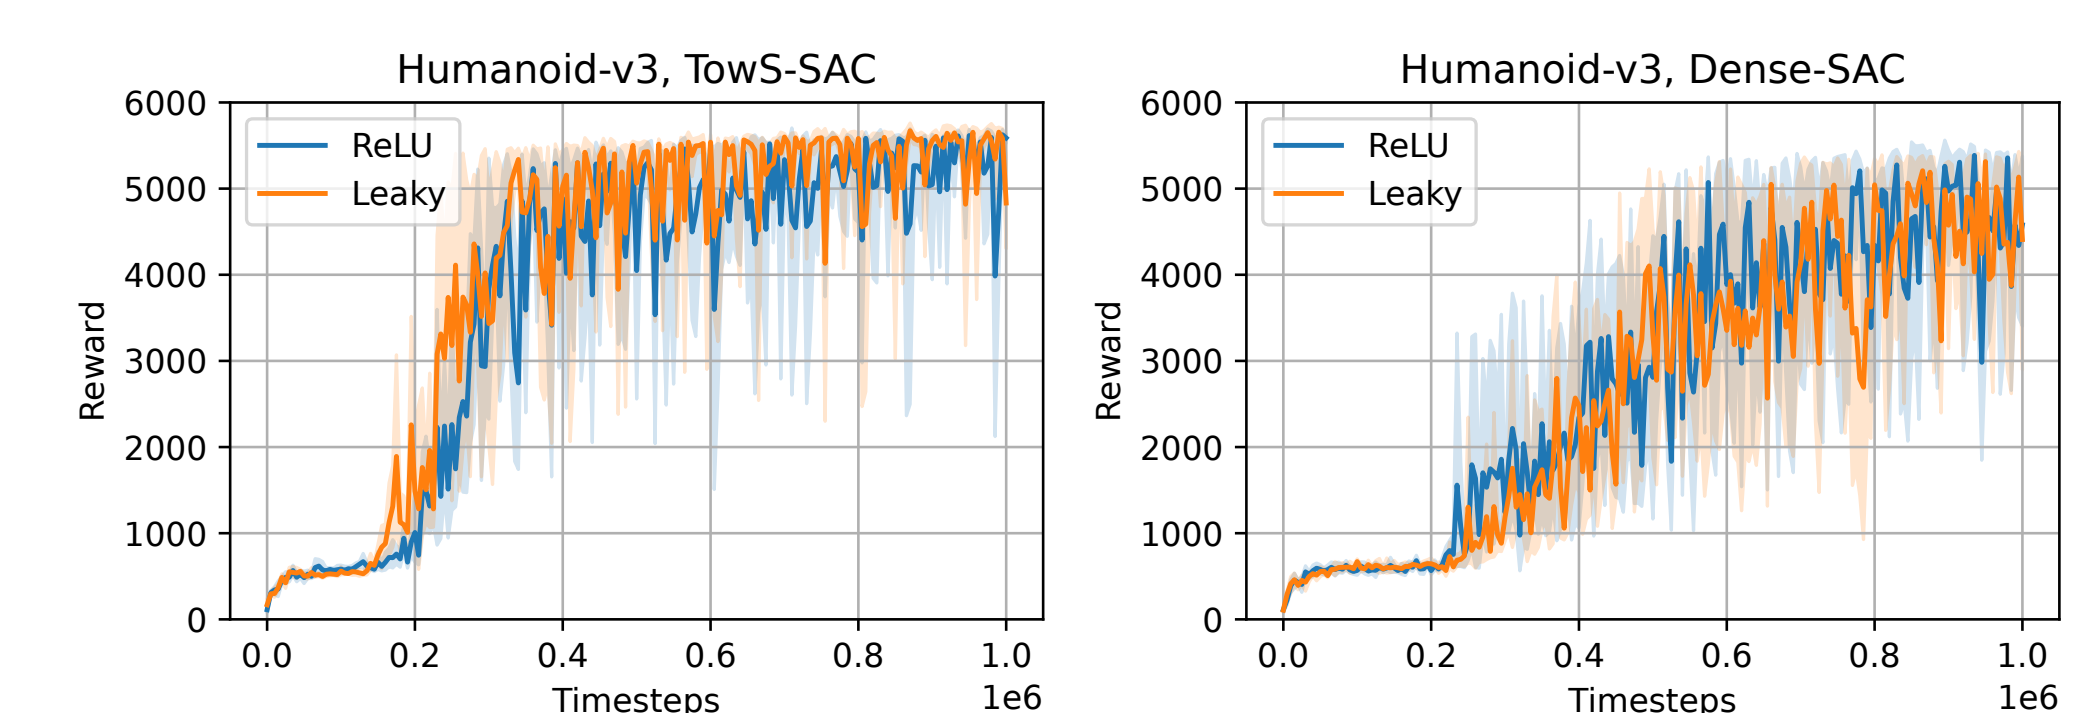 Humanoid-v3, TowS-SAC
6000
5000
4000
3000
2000
1000
0
Reward
ReLU
Leaky
0.0 0.2 0.4 0.6 0.8 1.0
Timesteps
1e6
Humanoid-v3, Dense-SAC
6000
5000
4000
3000
2000
1000
0
Reward
ReLU
Leaky
0.0 0.2 0.4 0.6 0.8 1.0
Timesteps
1e6